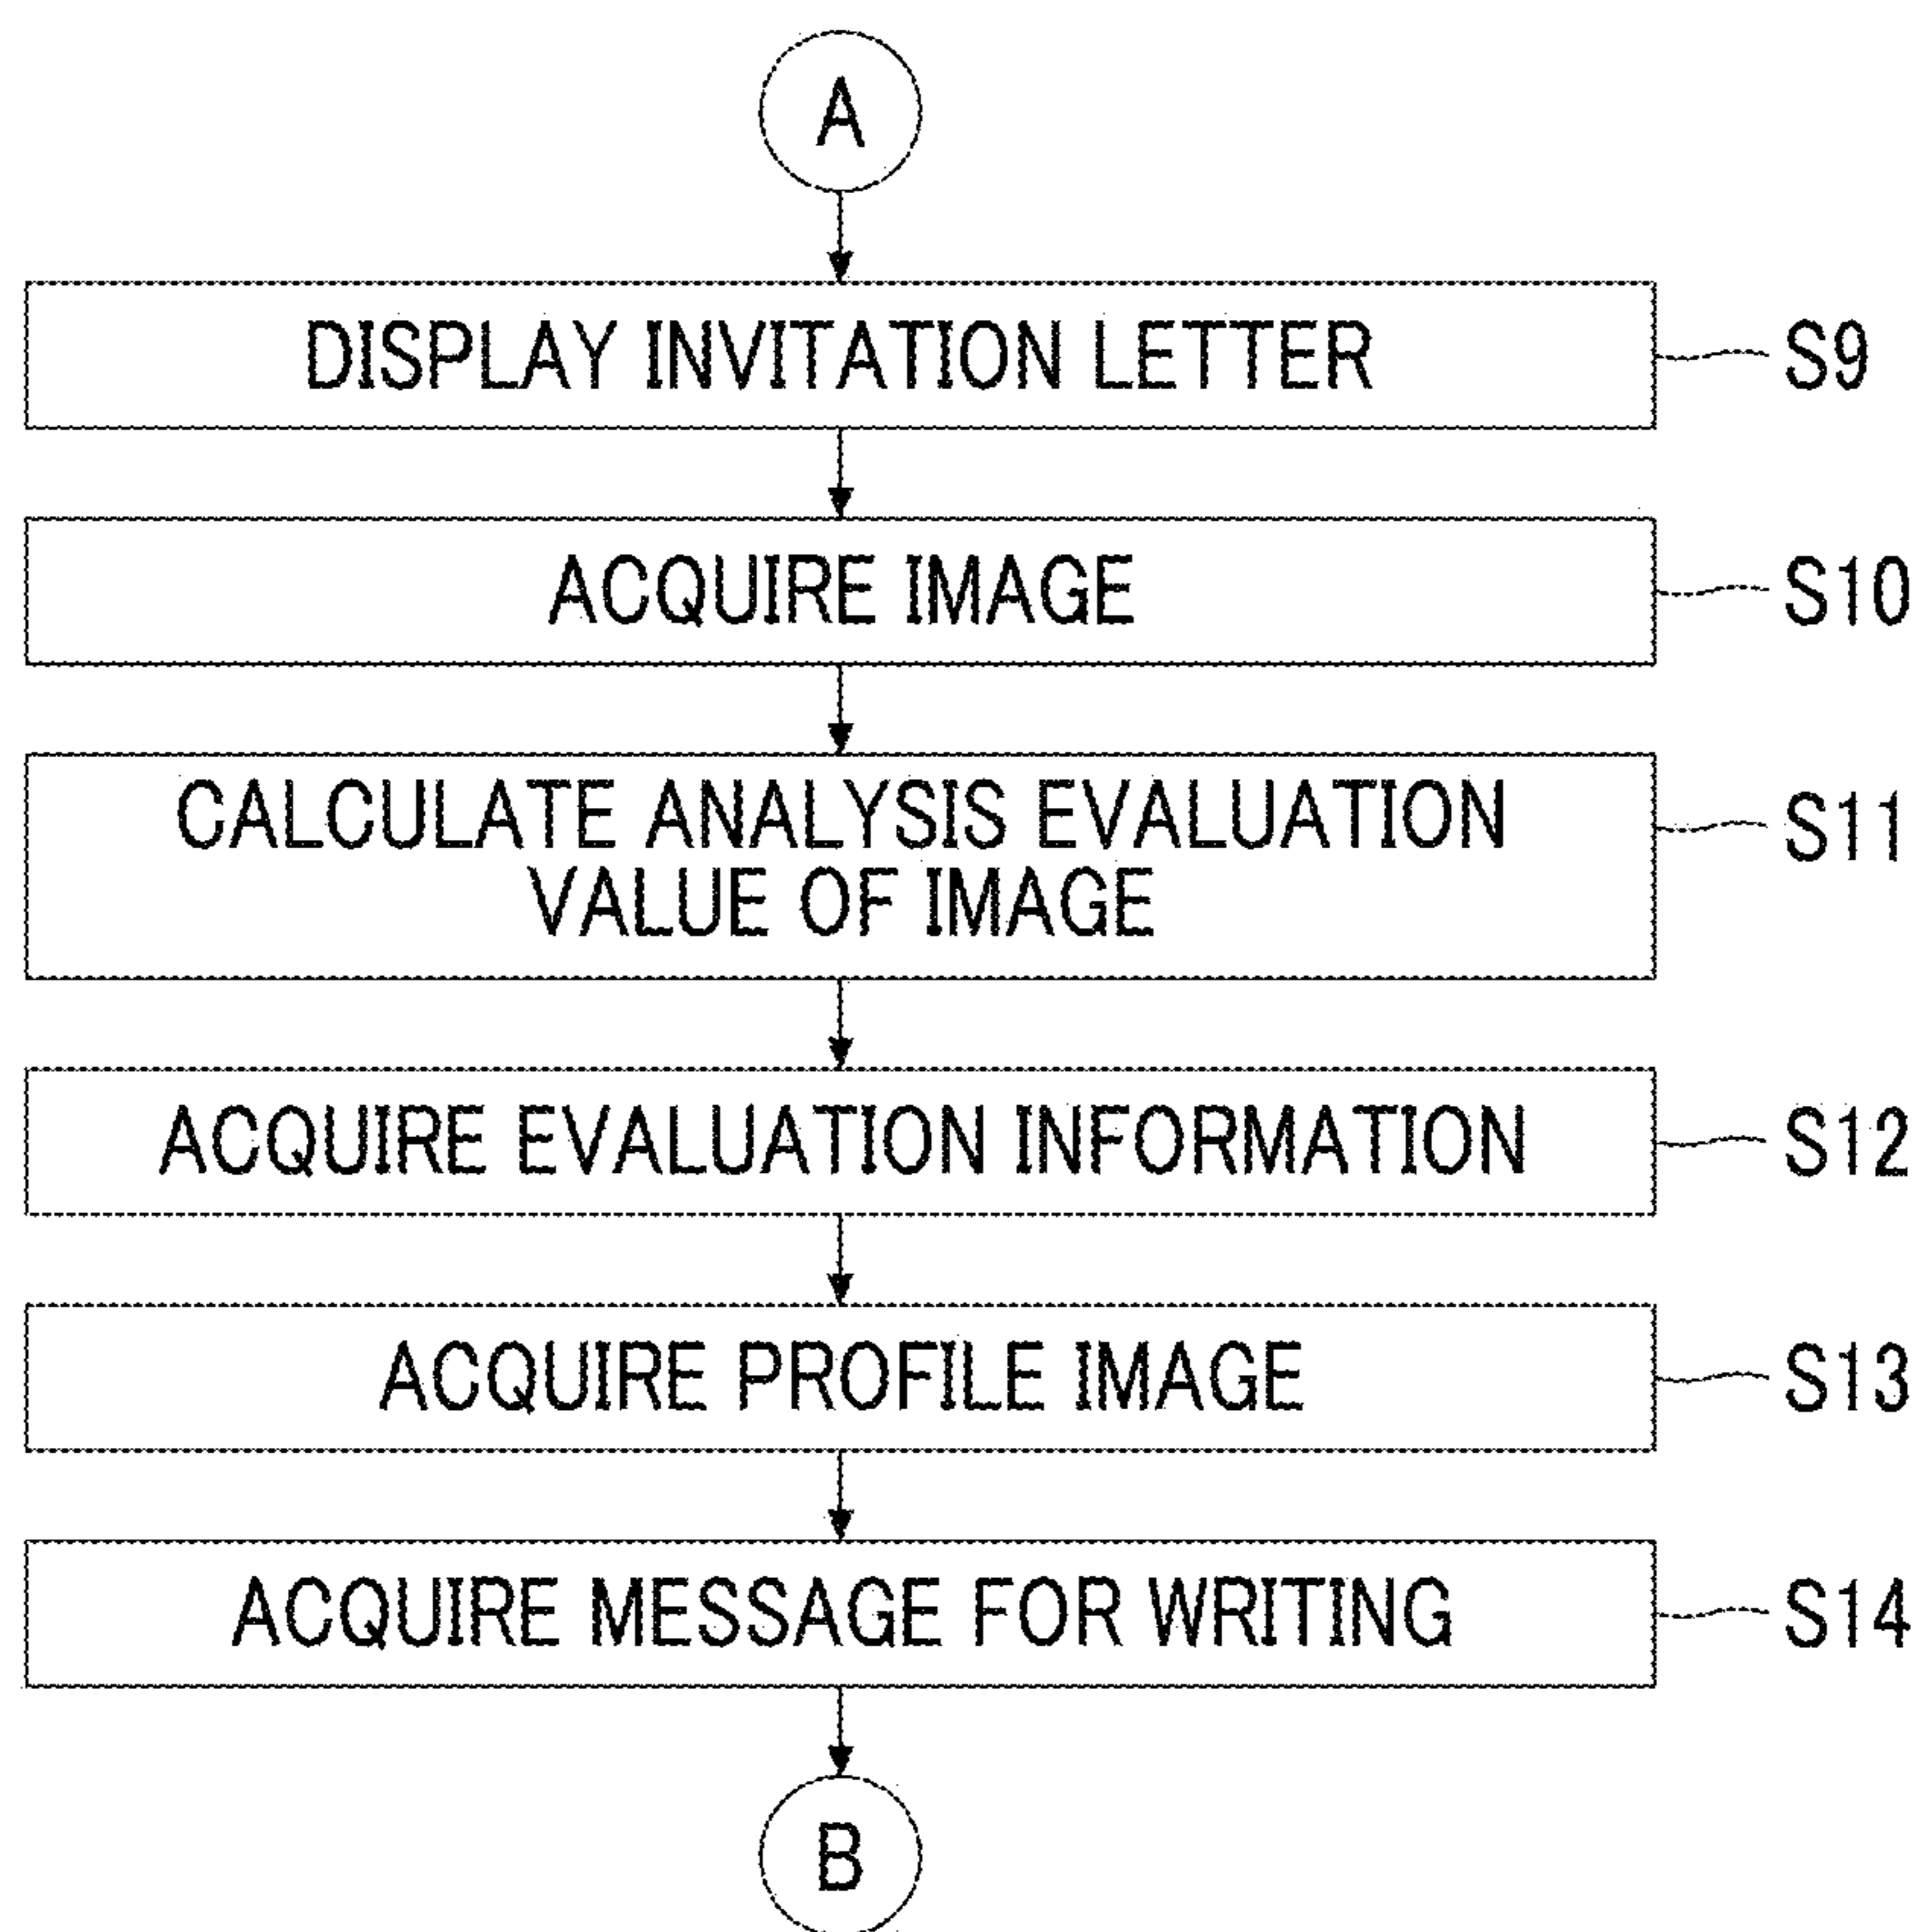 A
DISPLAY INVITATION LETTER
S9
ACQUIRE IMAGE
S10
CALCULATE ANALYSIS EVALUATION
VALUE OF IMAGE
S11
ACQUIRE EVALUATION INFORMATION
S12
ACQUIRE PROFILE IMAGE
S13
ACQUIRE MESSAGE FOR WRITING
S14
B